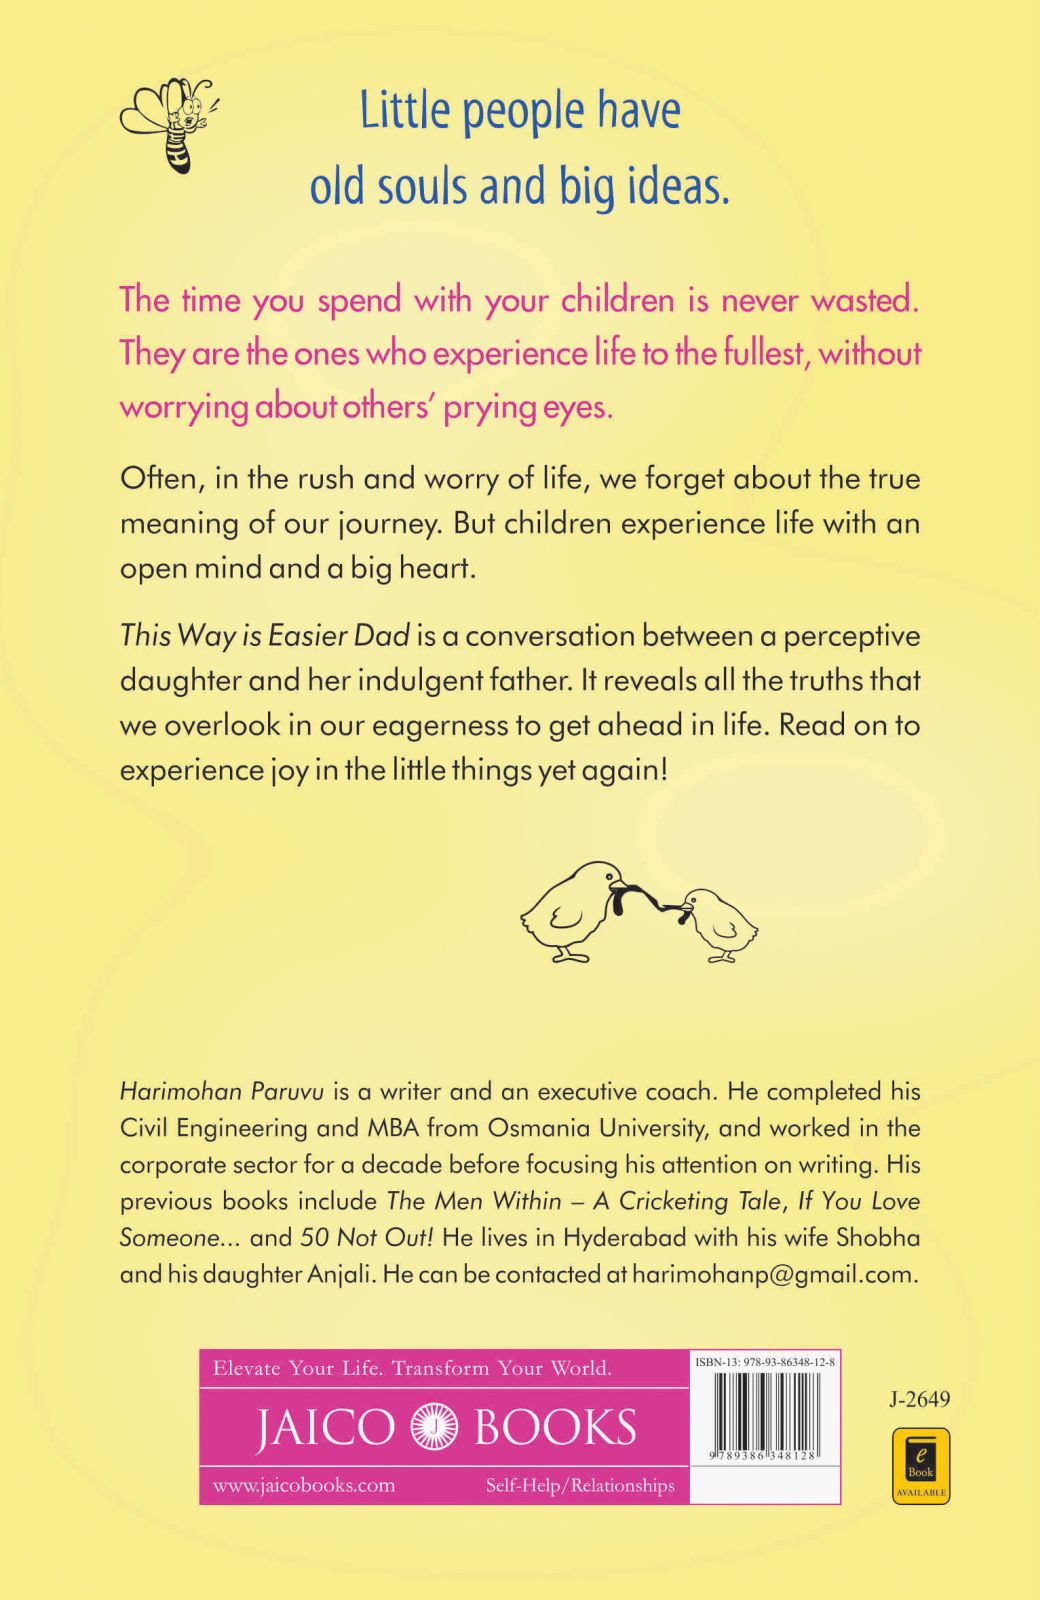 Little people have
old souls and big ideas.
The time you spend with your children is never wasted.
They are the ones who experience life to the fullest, without
worrying about others' prying eyes.
Often, in the rush and worry of life, we forget about the true
meaning of our journey. But children experience life with an
open mind and a big heart.
This Way is Easier Dad is a conversation between a perceptive
daughter and her indulgent father. It reveals all the truths that
we overlook in our eagerness to get ahead in life. Read on to
experience joy in the little things yet again!
Harimohan Paruvu is a writer and an executive coach. He completed his
Civil Engineering and MBA from Osmania University, and worked in the
corporate sector for a decade before focusing his attention on writing. His
previous books include The Men Within – A Cricketing Tale, If You Love
Someone... and 50 Not Out! He lives in Hyderabad with his wife Shobha
and his daughter Anjali. He can be contacted at harimohanp@gmail.com.
Elevate Your Life. Transform Your World.
JAICO J BOOKS
www.jaicobooks.com Self-Help/Relationships
ISBN-13: 978-93-86348-12-8
9 789386 348128
J-2649
e
Book
AVAILABLE